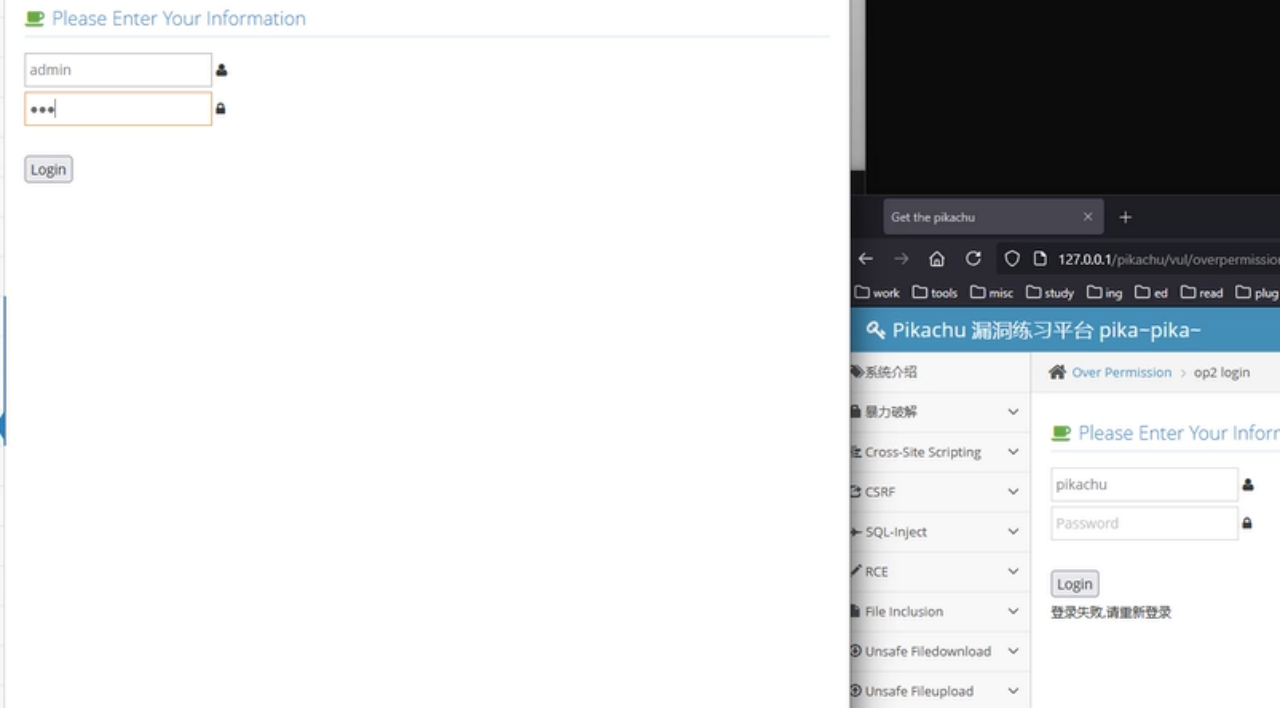 Please Enter Your Information
admin
•••
Login
Get the pikachu
127.0.0.1/pikachu/vul/overpermission
work tools misc study ing ed read plug
Pikachu 漏洞练习平台 pika~pika~
系统介绍
Over Permission > op2 login
暴力破解
Cross-Site Scripting
CSRF
SQL-Inject
RCE
File Inclusion
Unsafe Filedownload
Unsafe Fileupload
Please Enter Your Inforr
pikachu
Password
Login
登录失败,请重新登录